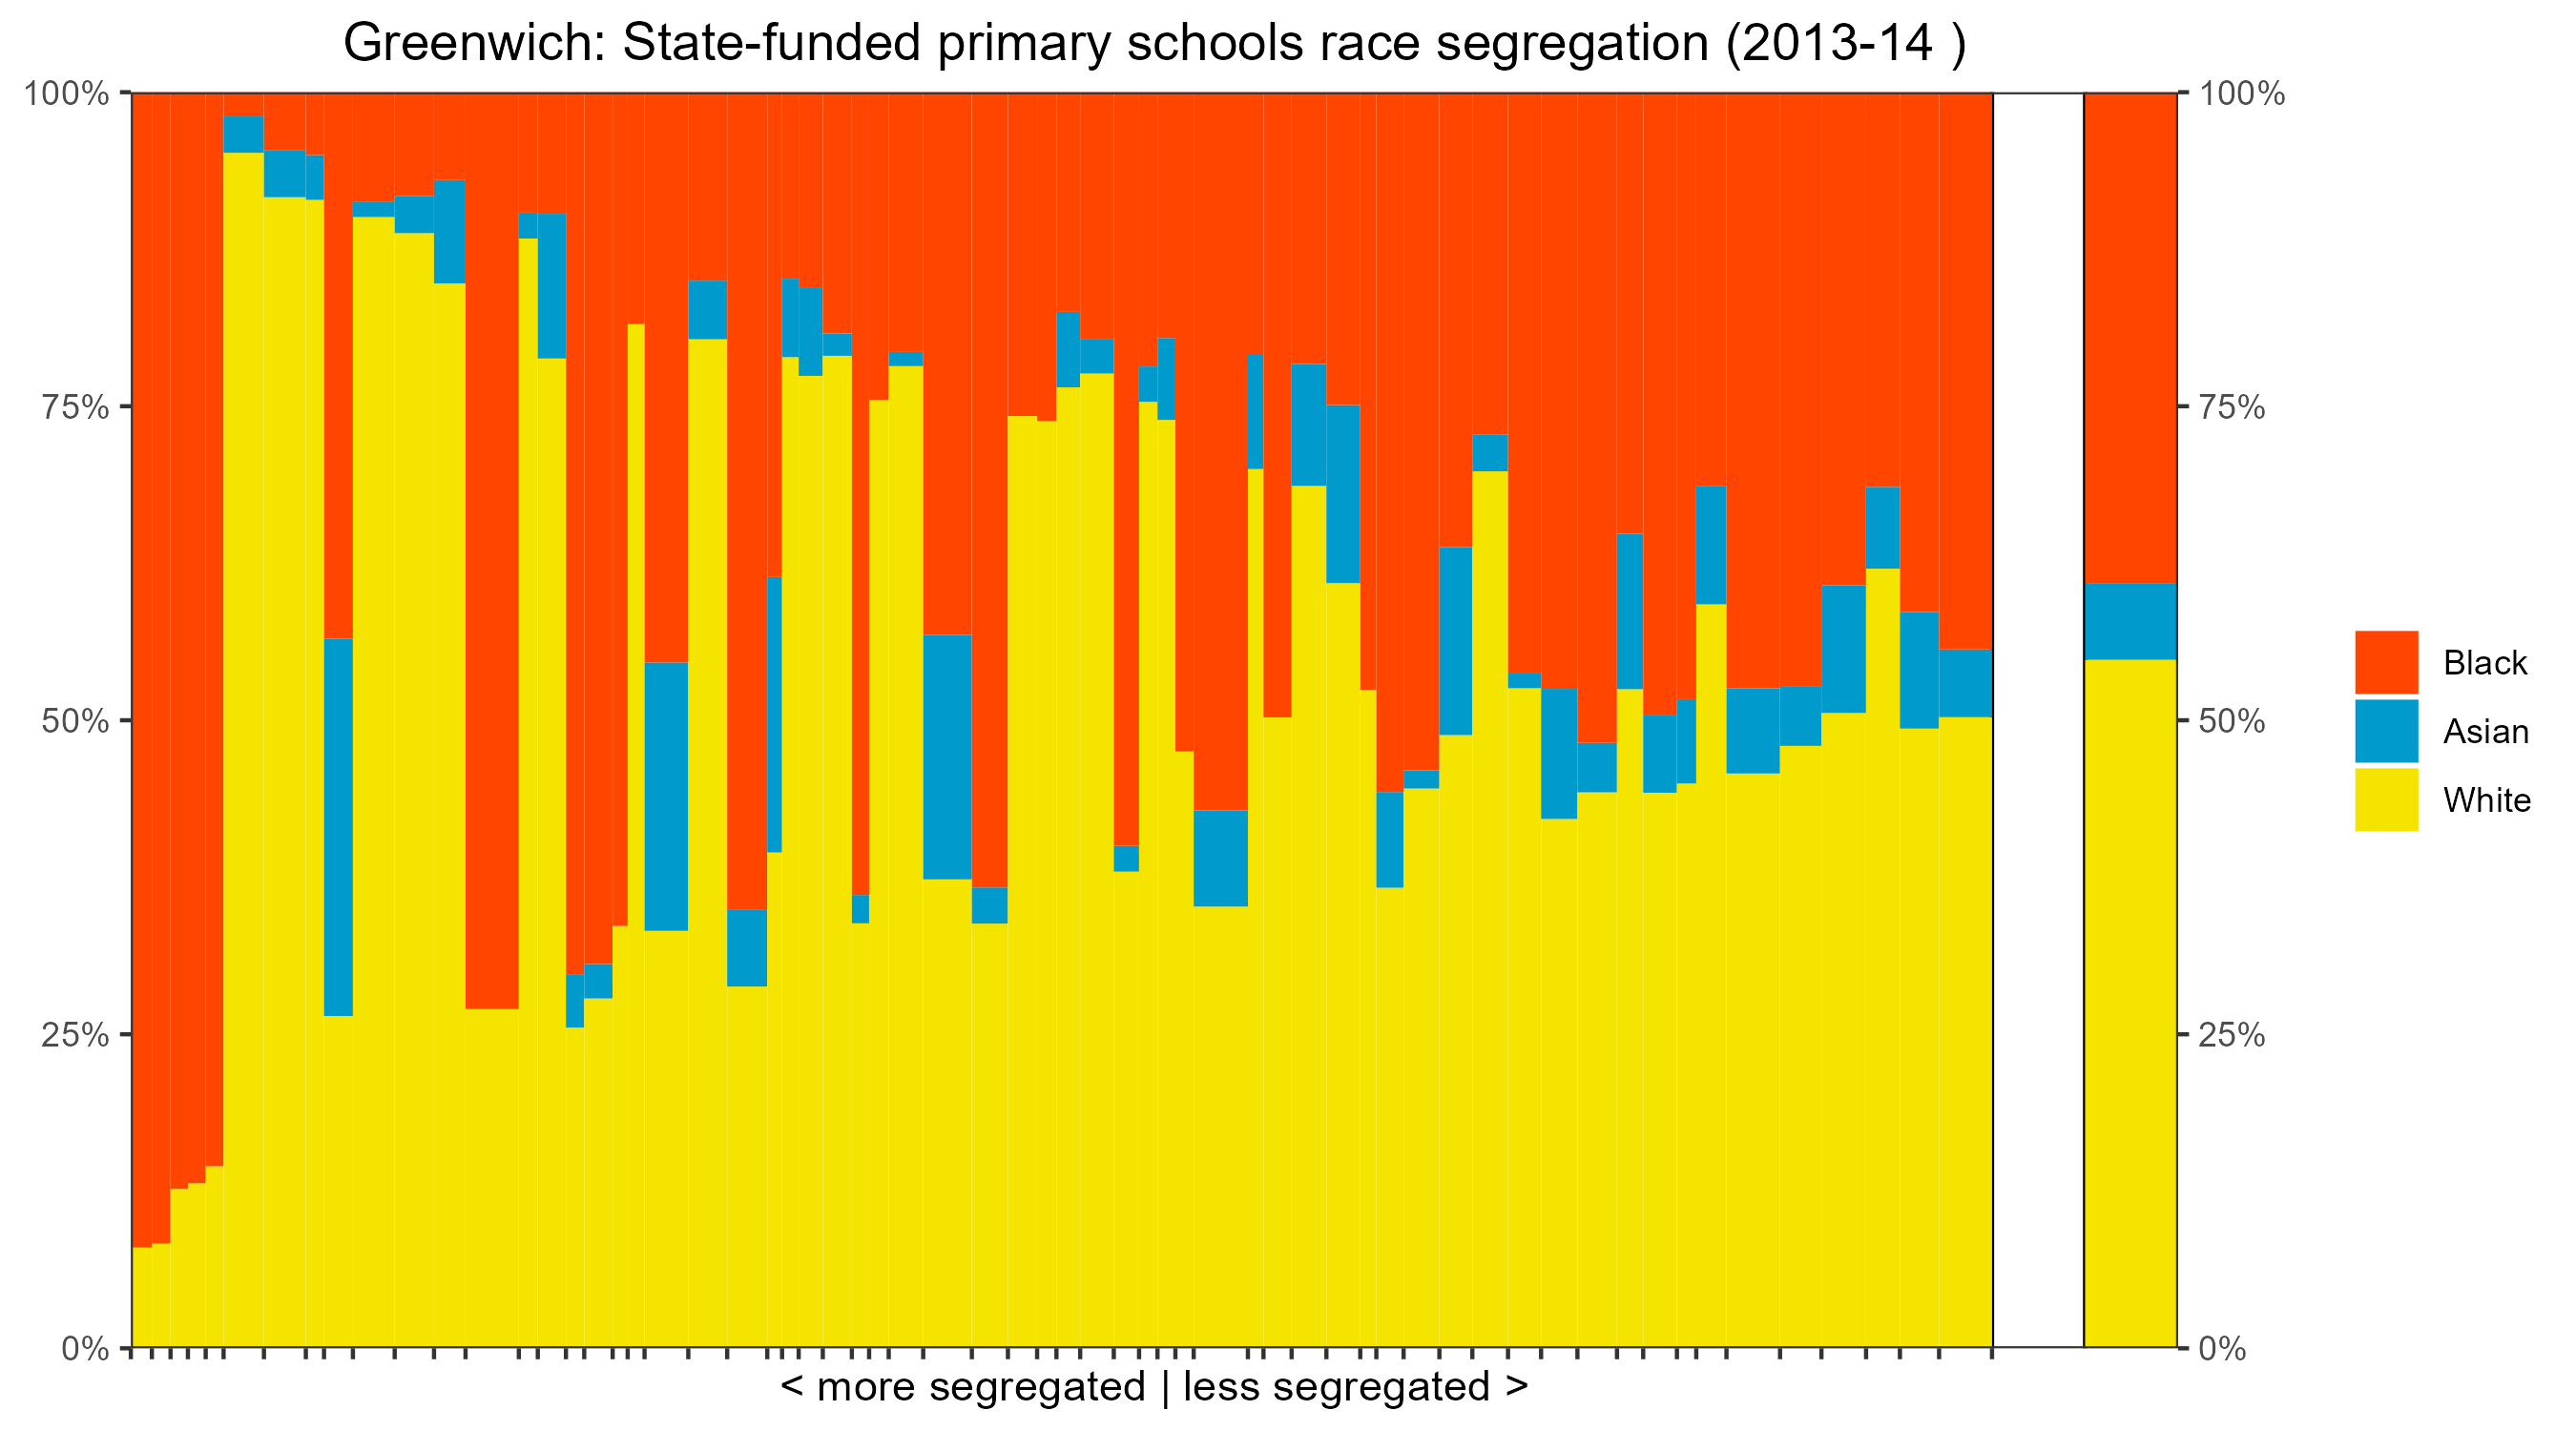 Greenwich: State-funded primary schools race segregation (2013-14 )
100%
75%
50%
25%
0%
100%
75%
50%
25%
0%
Black
Asian
White
< more segregated | less segregated >